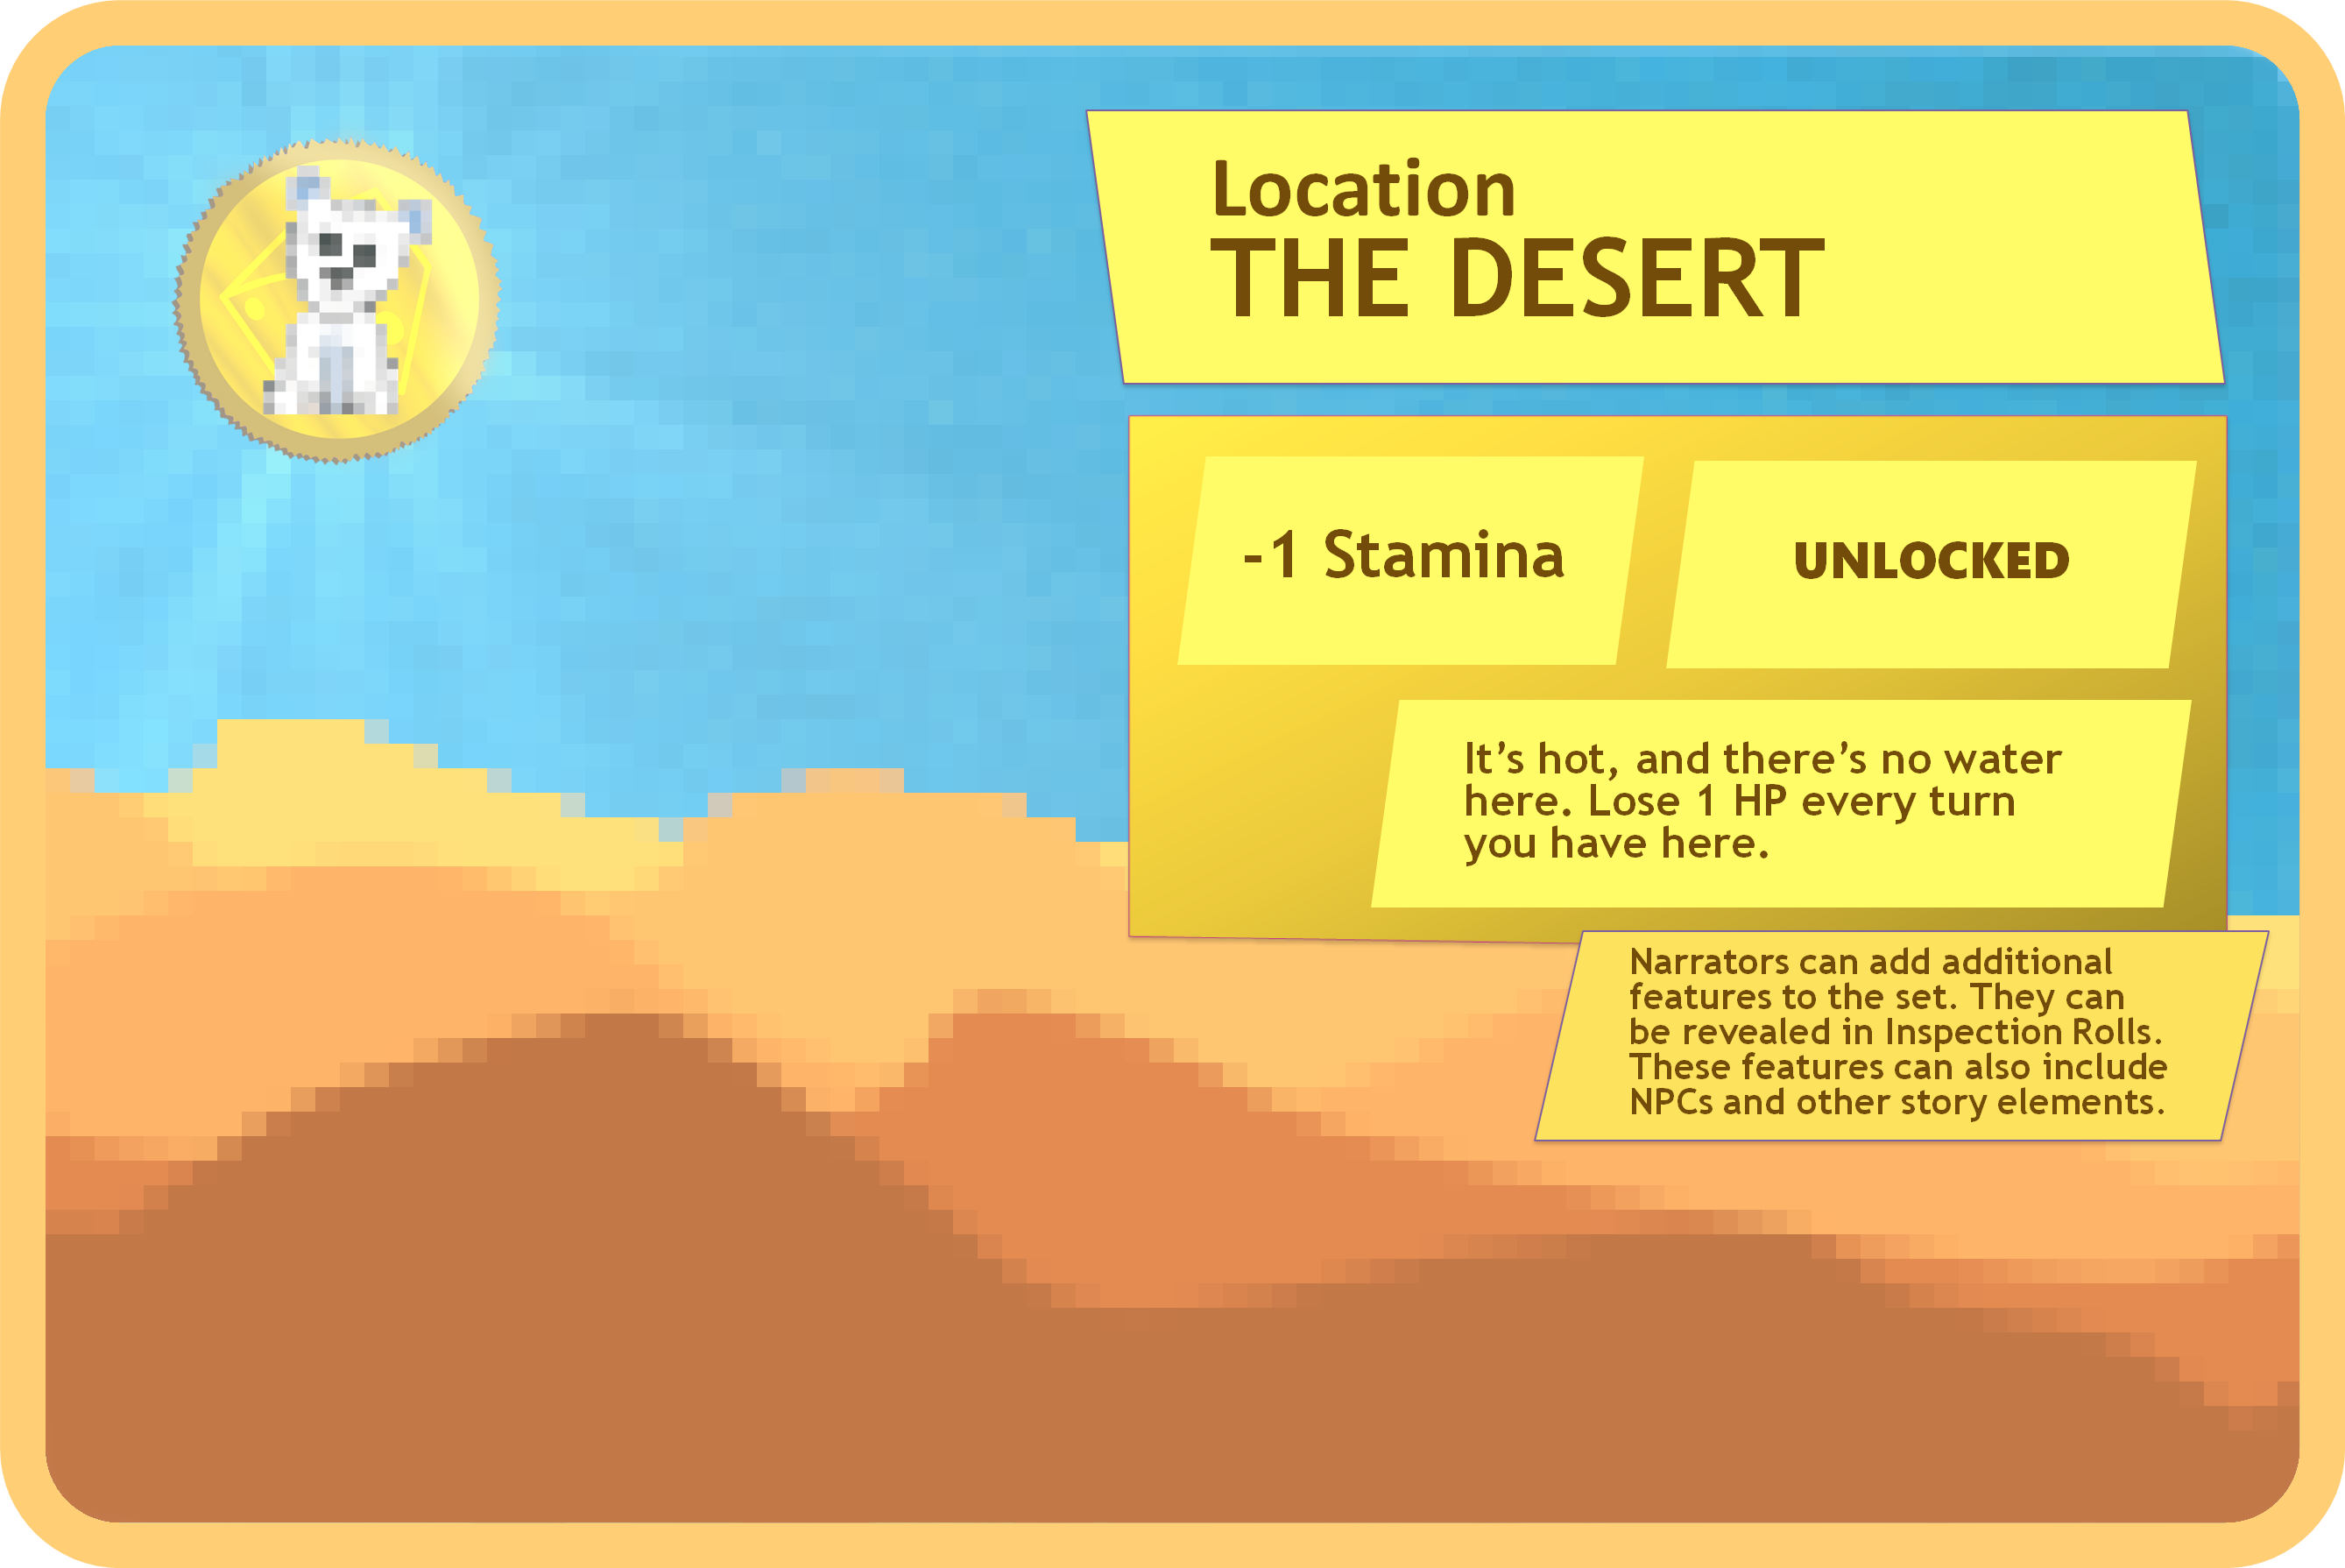 Location
THE DESERT
-1 Stamina
UNLOCKED
It’s hot, and there’s no water
here. Lose 1 HP every turn
you have here.
Narrators can add additional
features to the set. They can
be revealed in Inspection Rolls.
These features can also include
NPCs and other story elements.